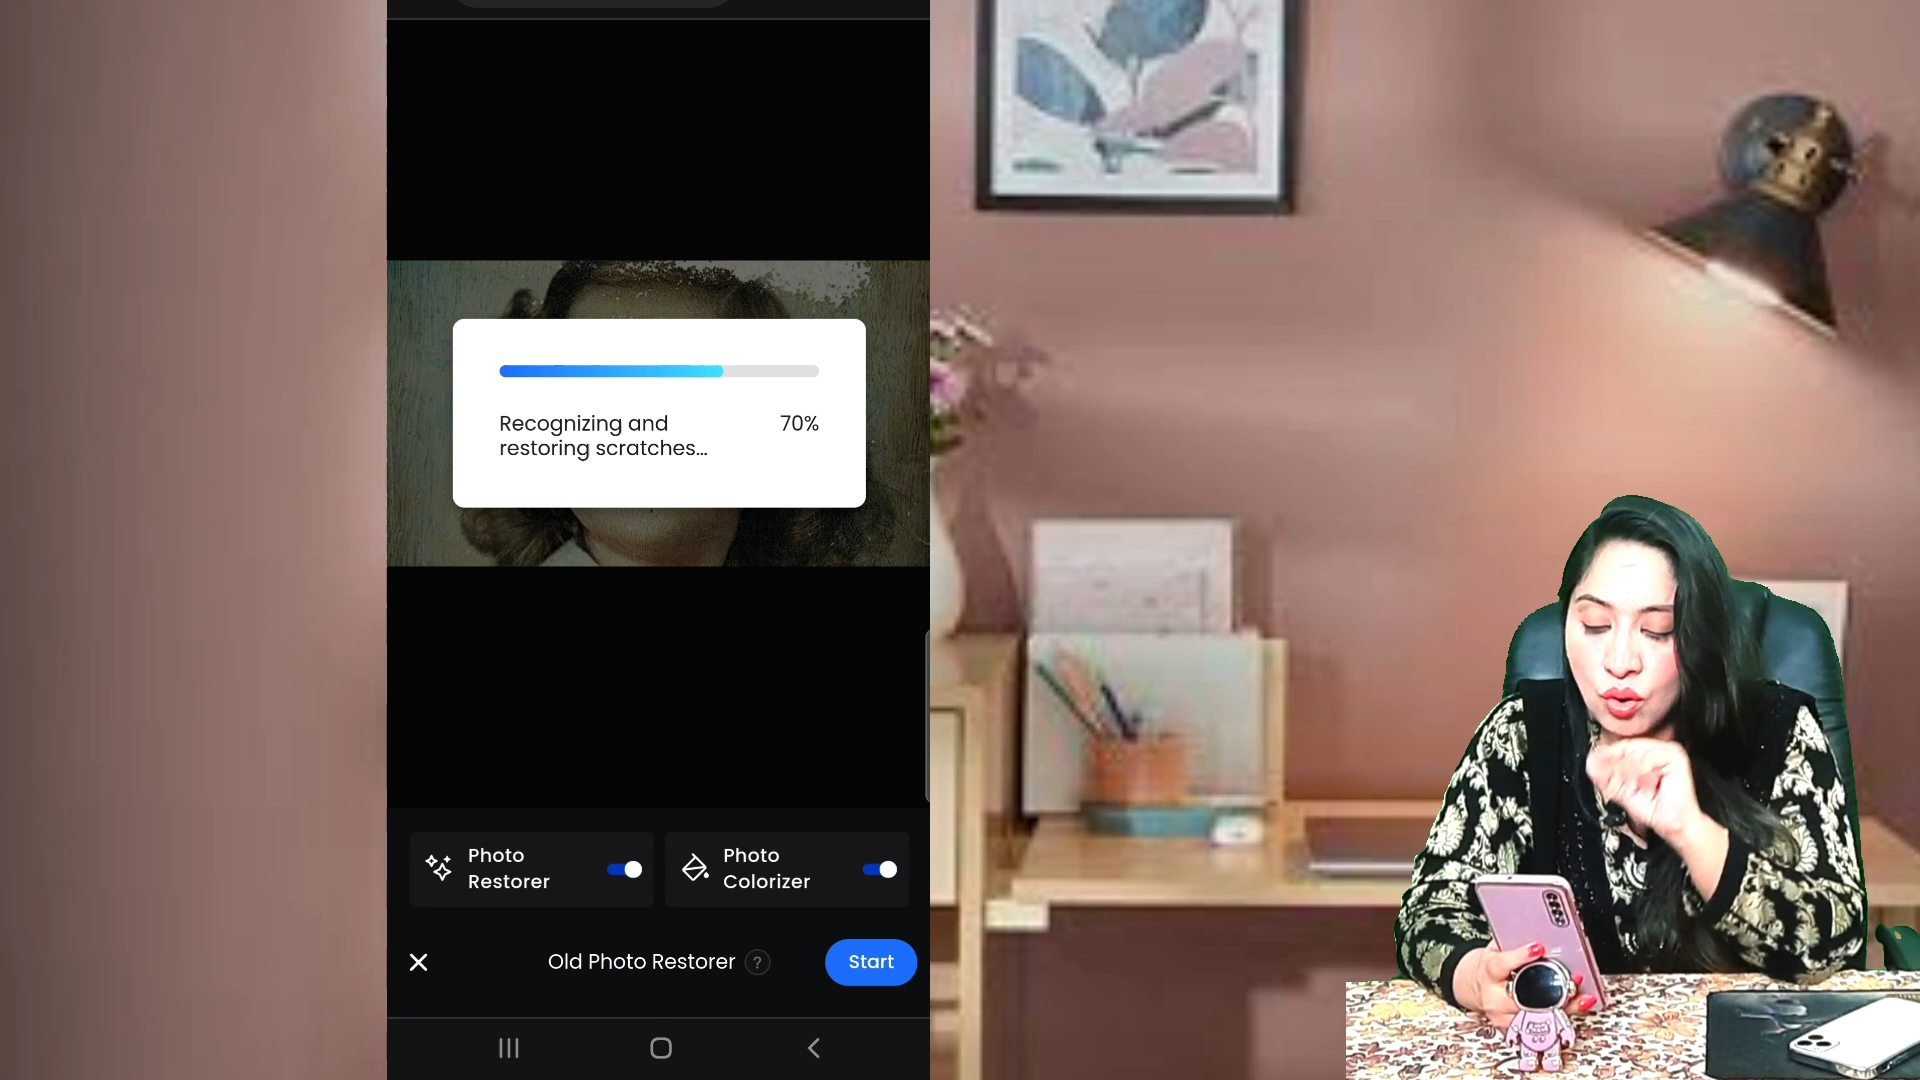 Recognizing and 70%
restoring scratches...
Photo
Restorer
Photo
Colorizer
Old Photo Restorer ?
Start